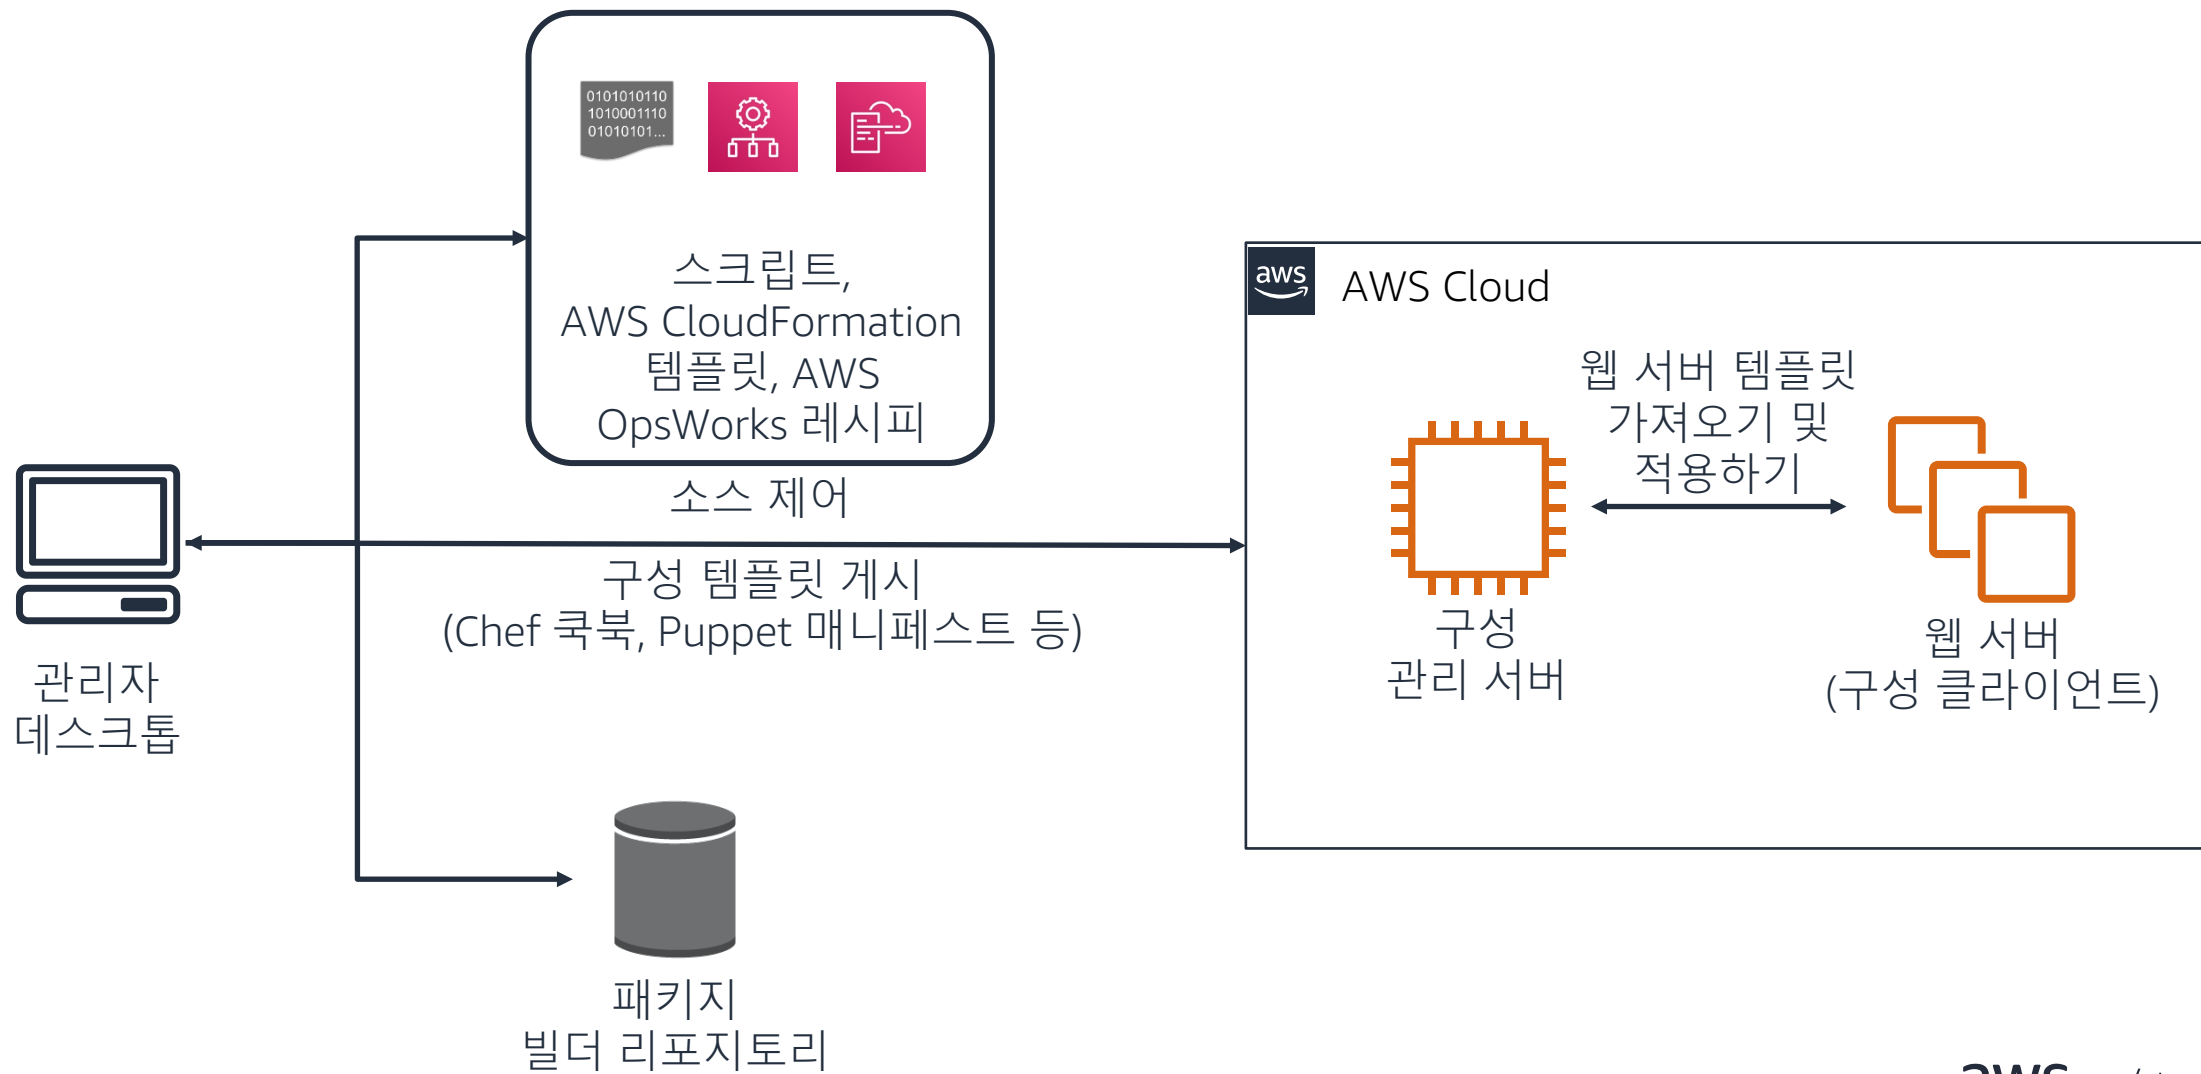 0101010110
1010001110
01010101...
스크립트,
AWS CloudFormation
템플릿, AWS
OpsWorks 레시피
소스 제어
구성 템플릿 게시
(Chef 쿡북, Puppet 매니페스트 등)
관리자
데스크톱
패키지
빌더 리포지토리
aws
AWS Cloud
웹 서버 템플릿
가져오기 및
적용하기
구성
관리 서버
웹 서버
(구성 클라이언트)
aws